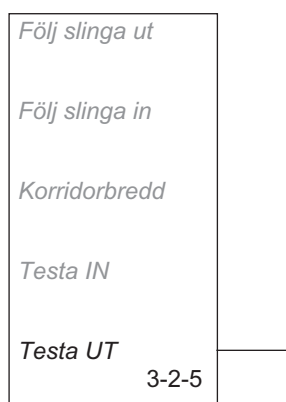 Följ slinga ut
Följ slinga in
Korridorbredd
Testa IN
Testa UT
3-2-5